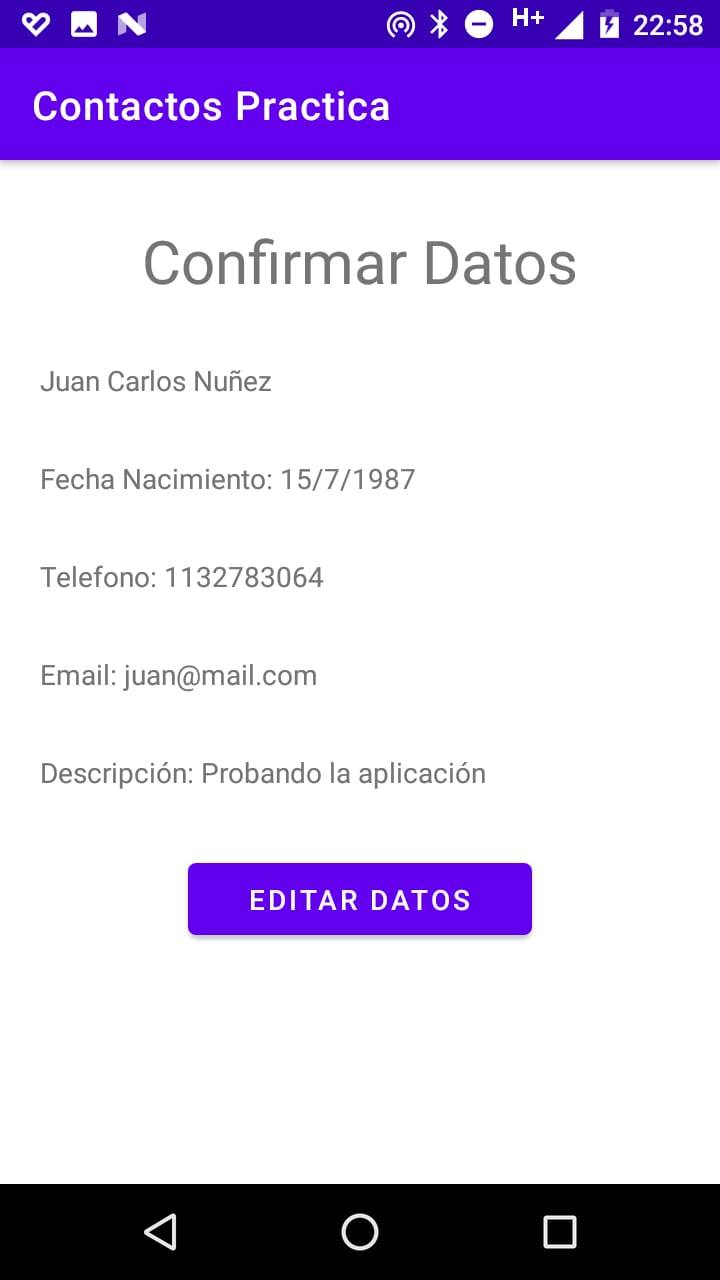 H+ 22:58
Contactos Practica
Confirmar Datos
Juan Carlos Nuñez
Fecha Nacimiento: 15/7/1987
Telefono: 1132783064
Email: juan@mail.com
Descripción: Probando la aplicación
EDITAR DATOS